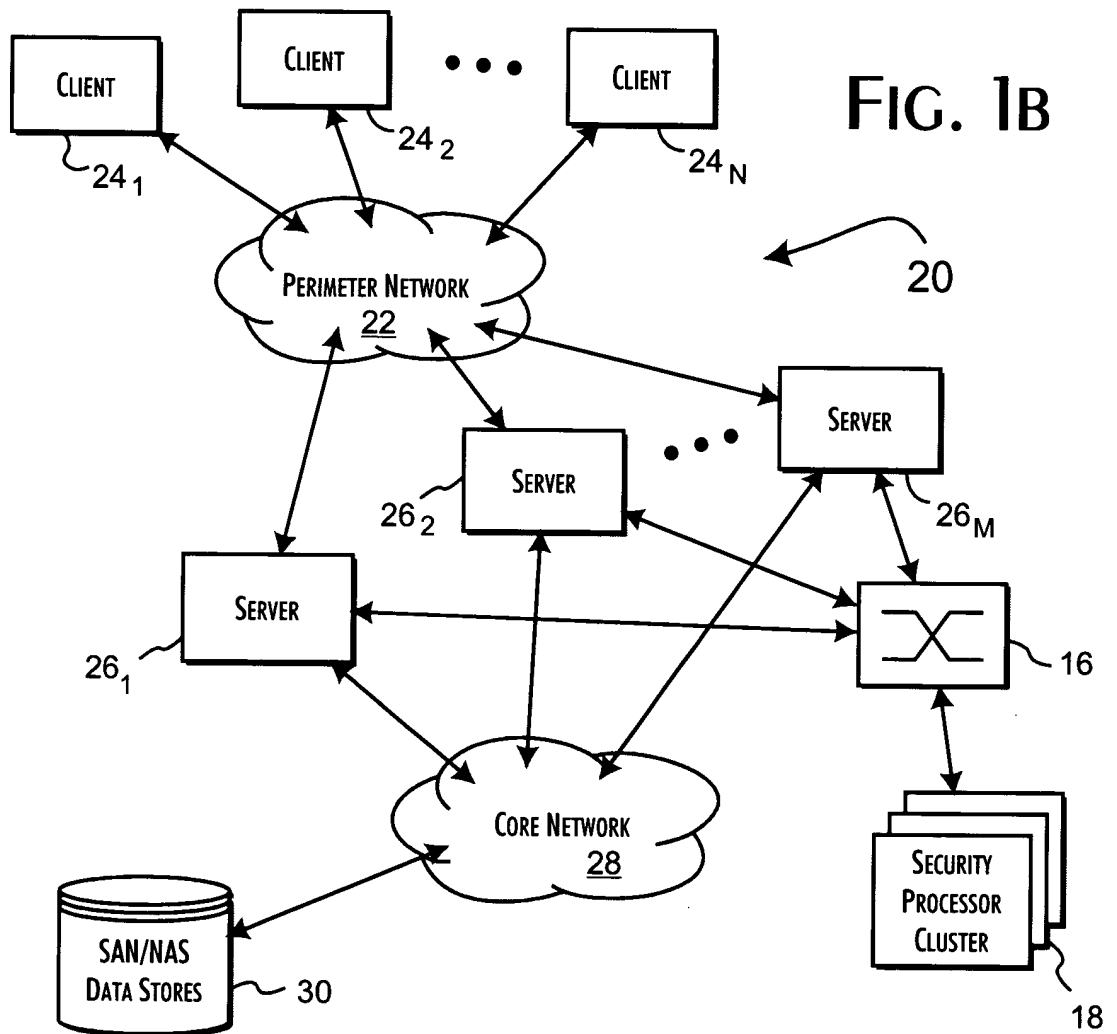 CLIENT
CLIENT
CLIENT
FIG. 1B
24 1
24 2
24 N
20
PERIMETER NETWORK
22
SERVER
SERVER
SERVER
26 1
26 2
26 M
16
CORE NETWORK
28
SAN/NAS
DATA STORES
30
SECURITY
PROCESSOR
CLUSTER
18